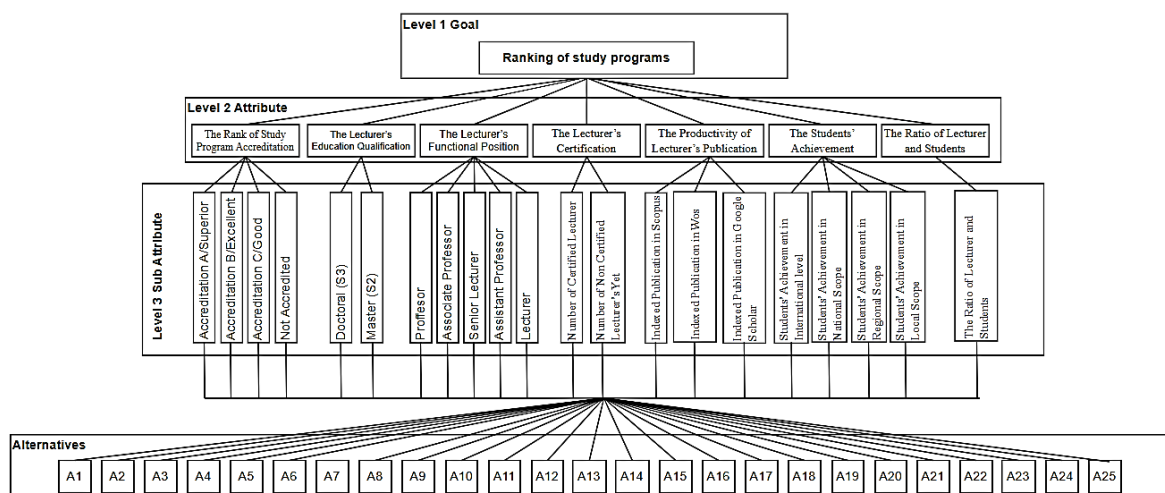 Level 1 Goal
Ranking of study programs
Level 2 Attribute
The Rank of Study
Program Accreditation
The Lecturer's
Education Qualification
The Lecturer's
Functional Position
The Lecturer's
Certification
The Productivity of
Lecturer's Publication
The Students'
Achievement
The Ratio of Lecturer
and Students
Level 3 Sub Attribute
Accreditation A/Superior
Accreditation B/Excellent
Accreditation C/Good
Not Accredited
Doctoral (S3)
Master (S2)
Proffesor
Associate Professor
Senior Lecturer
Assistant Professor
Lecturer
Number of Certified Lecturer
Number of Non Certified
Lecturer's Yet
Indexed Publication in Scopus
Indexed Publication in Wos
Indexed Publication in Google
Scholar
Students' Achievement in
International level
Students' Achievement in
National Scope
Students' Achievement in
Regional Scope
Students' Achievement in
Local Scope
The Ratio of Lecturer and
Students
Alternatives
A1 A2 A3 A4 A5 A6 A7 A8 A9 A10 A11 A12 A13 A14 A15 A16 A17 A18 A19 A20 A21 A22 A23 A24 A25